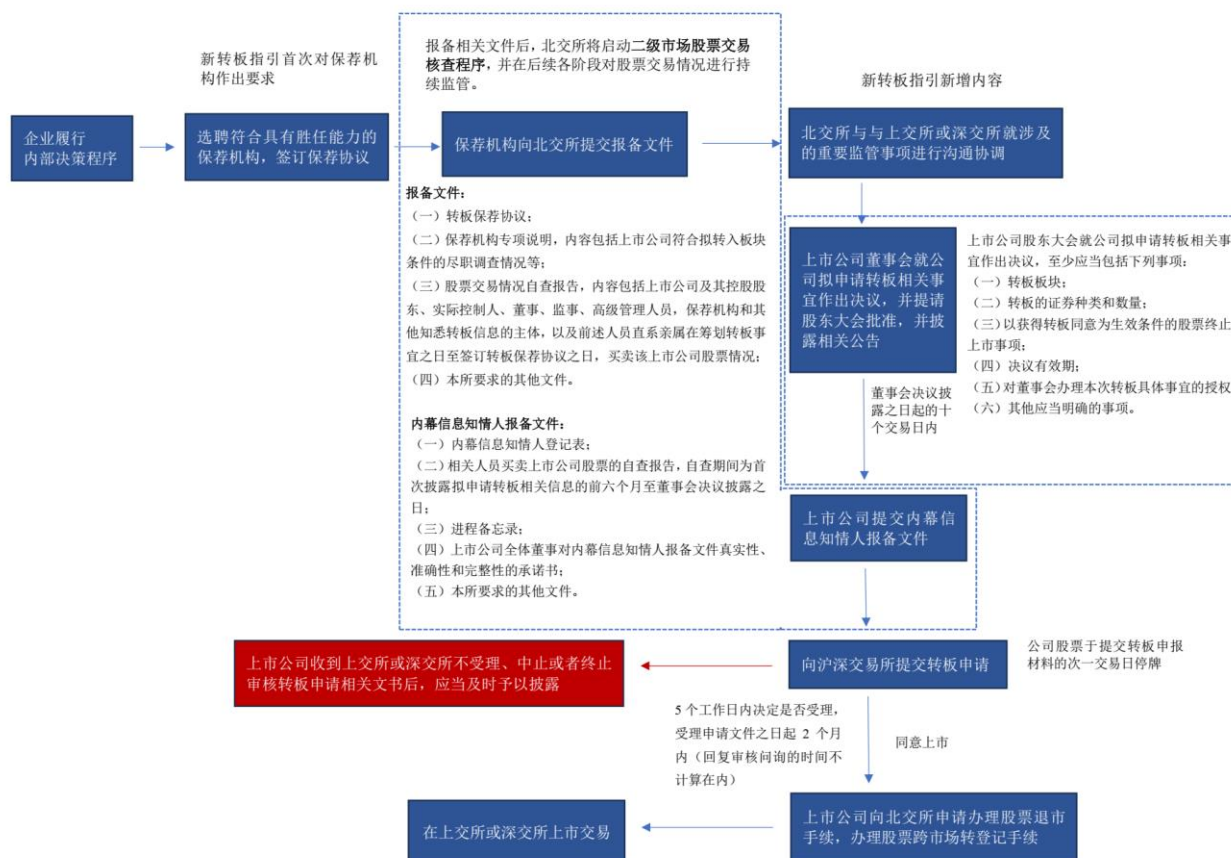 新转板指引首次对保荐机
构作出要求
报备相关文件后，北交所将启动二级市场股票交易
核查程序，并在后续各阶段对股票交易情况进行持
续监管。
新转板指引新增内容
企业履行
内部决策程序
选聘符合具有胜任能力的
保荐机构，签订保荐协议
保荐机构向北交所提交报备文件
北交所与与上交所或深交所就涉及
的重要监管事项进行沟通协调
报备文件：
（一）转板保荐协议；
（二）保荐机构专项说明，内容包括上市公司符合拟转入板块
条件的尽职调查情况等；
（三）股票交易情况自查报告，内容包括上市公司及其控股股
东、实际控制人、董事、监事、高级管理人员，保荐机构和其
他知悉转板信息的主体，以及前述人员直系亲属在筹划转板事
宜之日至签订转板保荐协议之日，买卖该上市公司股票情况；
（四）本所要求的其他文件。
内幕信息知情人报备文件：
（一）内幕信息知情人登记表；
（二）相关人员买卖上市公司股票的自查报告，自查期间为首
次披露拟申请转板相关信息的前六个月至董事会决议披露之
日；
（三）进程备忘录；
（四）上市公司全体董事对内幕信息知情人报备文件真实性、
准确性和完整性的承诺书；
（五）本所要求的其他文件。
上市公司董事会就公
司拟申请转板相关事
宜作出决议，并提请
股东大会批准，并披
露相关公告
上市公司股东大会就公司拟申请转板相关事
宜作出决议，至少应当包括下列事项：
（一）转板板块；
（二）转板的证券种类和数量；
（三）以获得转板同意为生效条件的股票终止
上市事项；
（四）决议有效期；
（五）对董事会办理本次转板具体事宜的授权
（六）其他应当明确的事项。
董事会决议披
露之日起的十
个交易日内
上市公司提交内幕信
息知情人报备文件
上市公司收到上交所或深交所不受理、中止或者终止
审核转板申请相关文书后，应当及时予以披露
向沪深交易所提交转板申请
公司股票于提交转板申报
材料的次一交易日停牌
5 个工作日内决定是否受理，
受理申请文件之日起 2 个月
内（回复审核问询的时间不
计算在内）
同意上市
在上交所或深交所上市交易
上市公司向北交所申请办理股票退市
手续，办理股票跨市场转登记手续